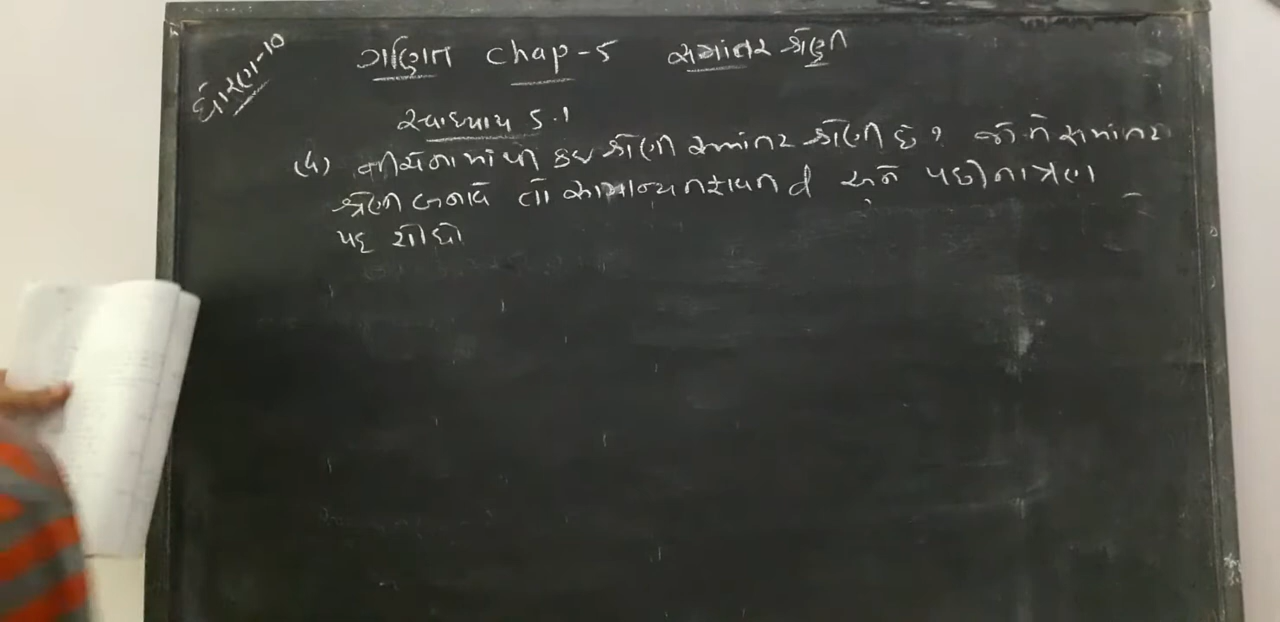 ધોરણ-10
ગણિત Chap-5 સમાંતર શ્રેણી
સ્વાધ્યાય 5.1
(4) નીચેનામાંથી કઇ શ્રેણી સમાંતર શ્રેણી છે? જો તે સમાંતર
શ્રેણી બનાવે તો સામાન્ય તફાવત d અને પછીના ત્રણ
પદ શોધો